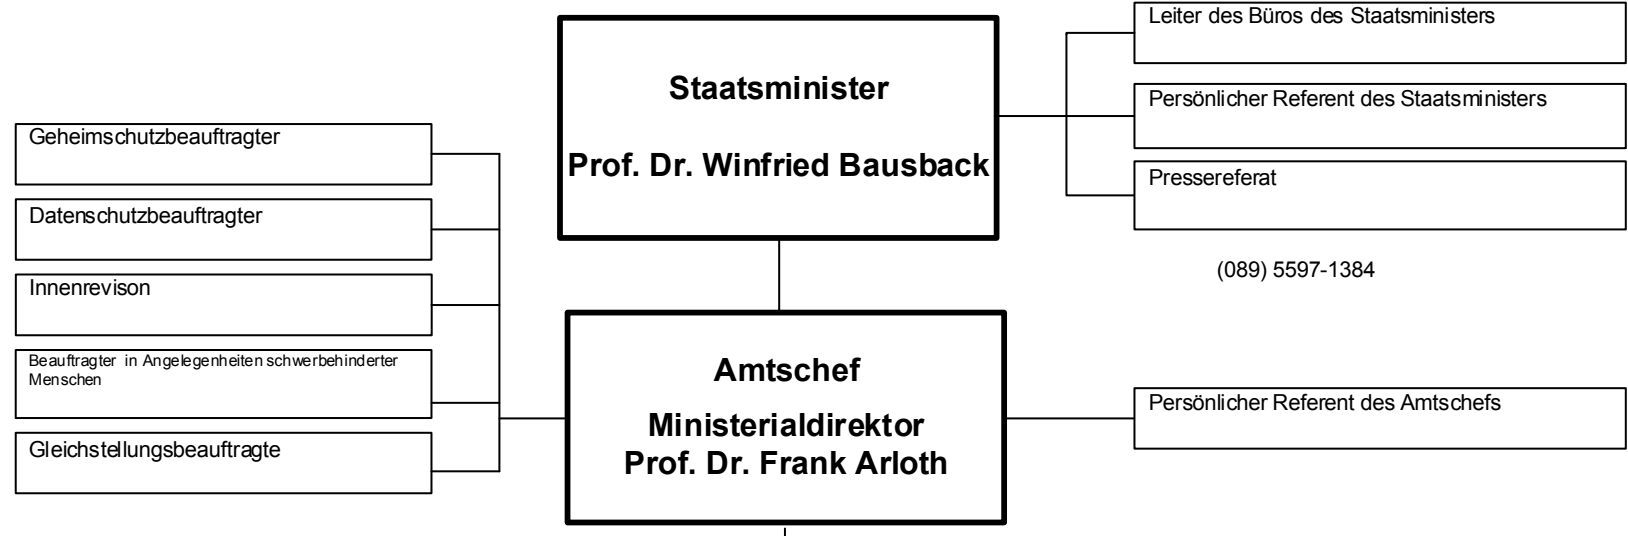 Leiter des Büros des Staatsministers
Staatsminister
Persönlicher Referent des Staatsministers
Geheimschutzbeauftragter
Prof. Dr. Winfried Bausback
Pressereferat
Datenschutzbeauftragter
(089) 5597-1384
Innenrevison
Beauftragter in Angelegenheiten schwerbehinderter
Menschen
Amtschef
Persönlicher Referent des Amtschefs
Ministerialdirektor
Gleichstellungsbeauftragte
Prof. Dr. Frank Arloth